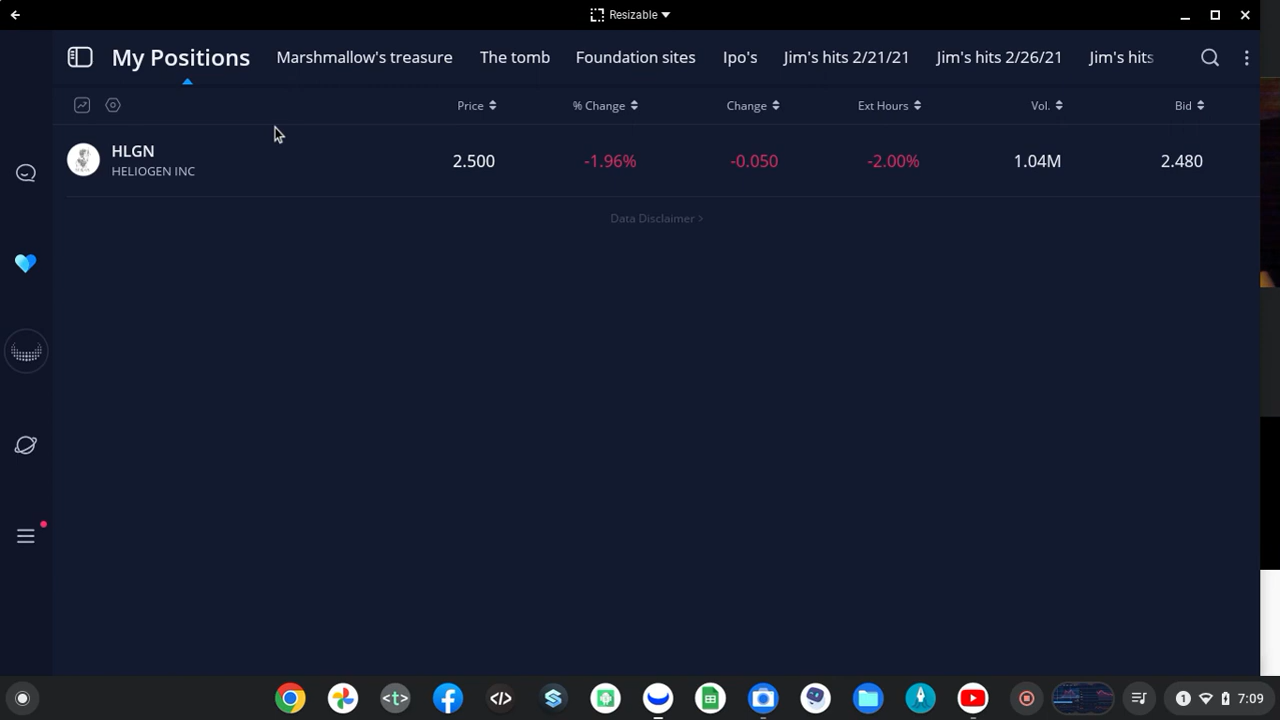 Resizable
My Positions Marshmallow's treasure The tomb Foundation sites Ipo's Jim's hits 2/21/21 Jim's hits 2/26/21 Jim's hits
Price % Change Change Ext Hours Vol. Bid
HLGN
HELIOGEN INC
2.500 -1.96% -0.050 -2.00% 1.04M 2.480
Data Disclaimer >
<t> </> S 1 7:09